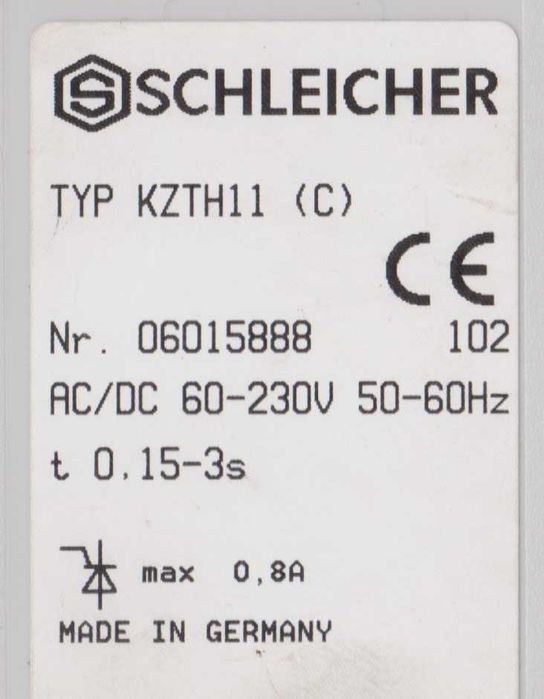 SCHLEICHER
TYP KZTH11 (C)
CE
Nr. 06015888 102
AC/DC 60-230V 50-60Hz
t 0.15-3s
max 0,8A
MADE IN GERMANY